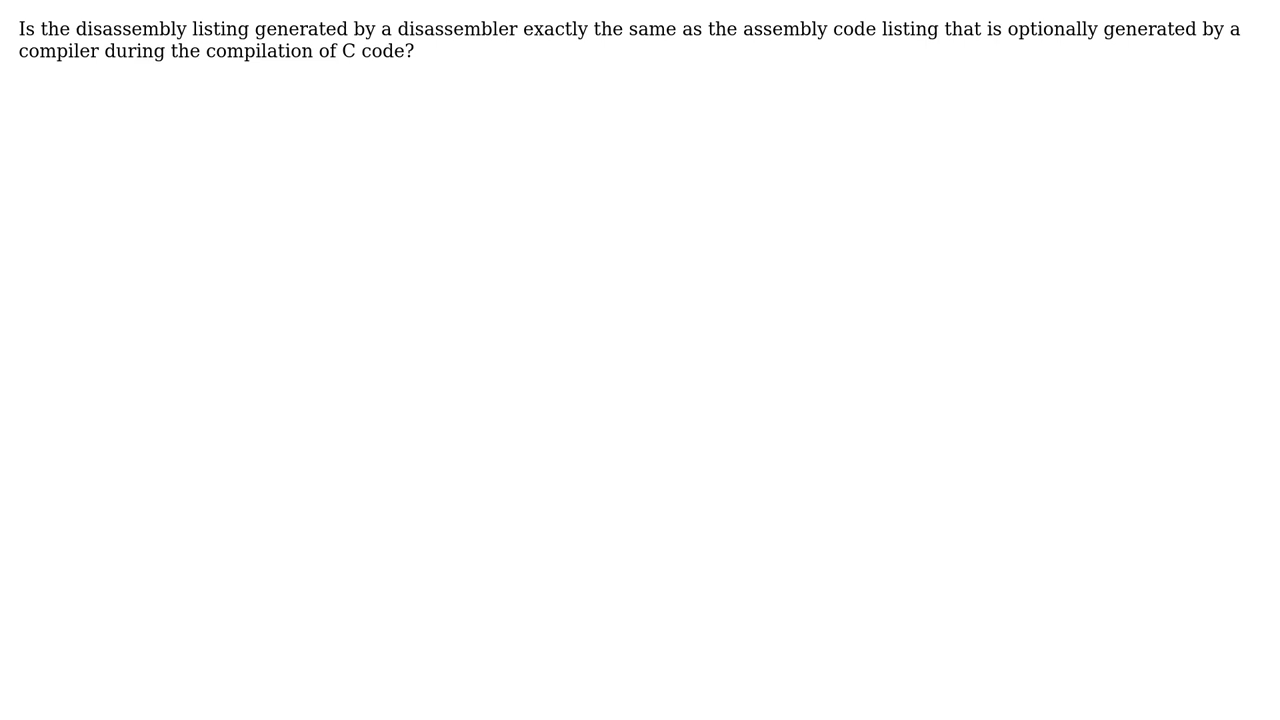 Is the disassembly listing generated by a disassembler exactly the same as the assembly code listing that is optionally generated by a
compiler during the compilation of C code?